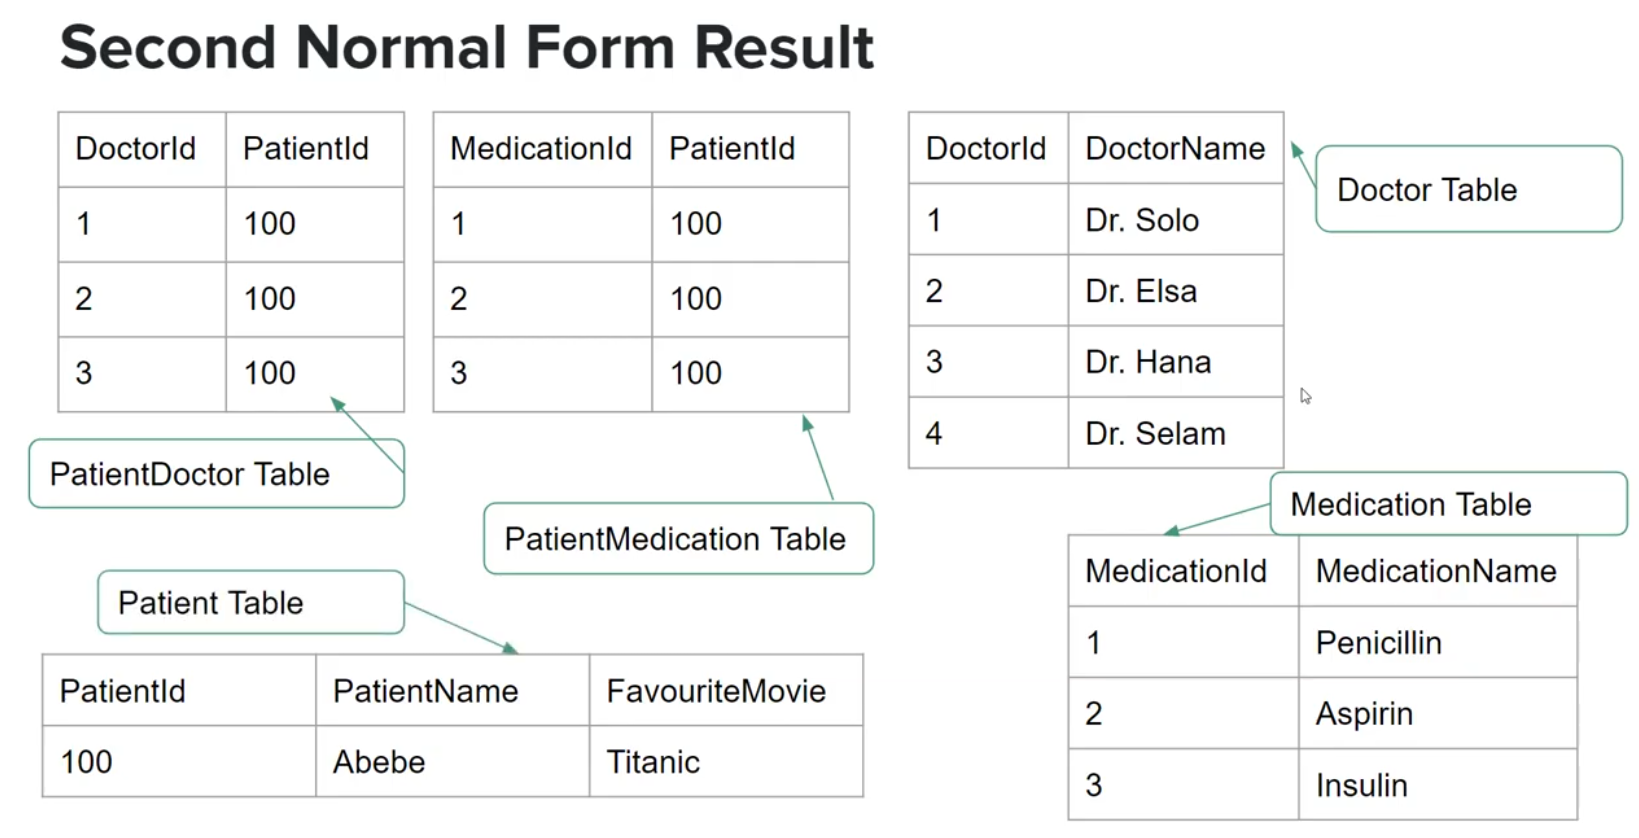 Second Normal Form Result
DoctorId PatientId
1 100
2 100
3 100
PatientDoctor Table
MedicationId PatientId
1 100
2 100
3 100
PatientMedication Table
DoctorId DoctorName
1 Dr. Solo
2 Dr. Elsa
3 Dr. Hana
4 Dr. Selam
Doctor Table
Patient Table
PatientId PatientName FavouriteMovie
100 Abebe Titanic
Medication Table
MedicationId MedicationName
1 Penicillin
2 Aspirin
3 Insulin